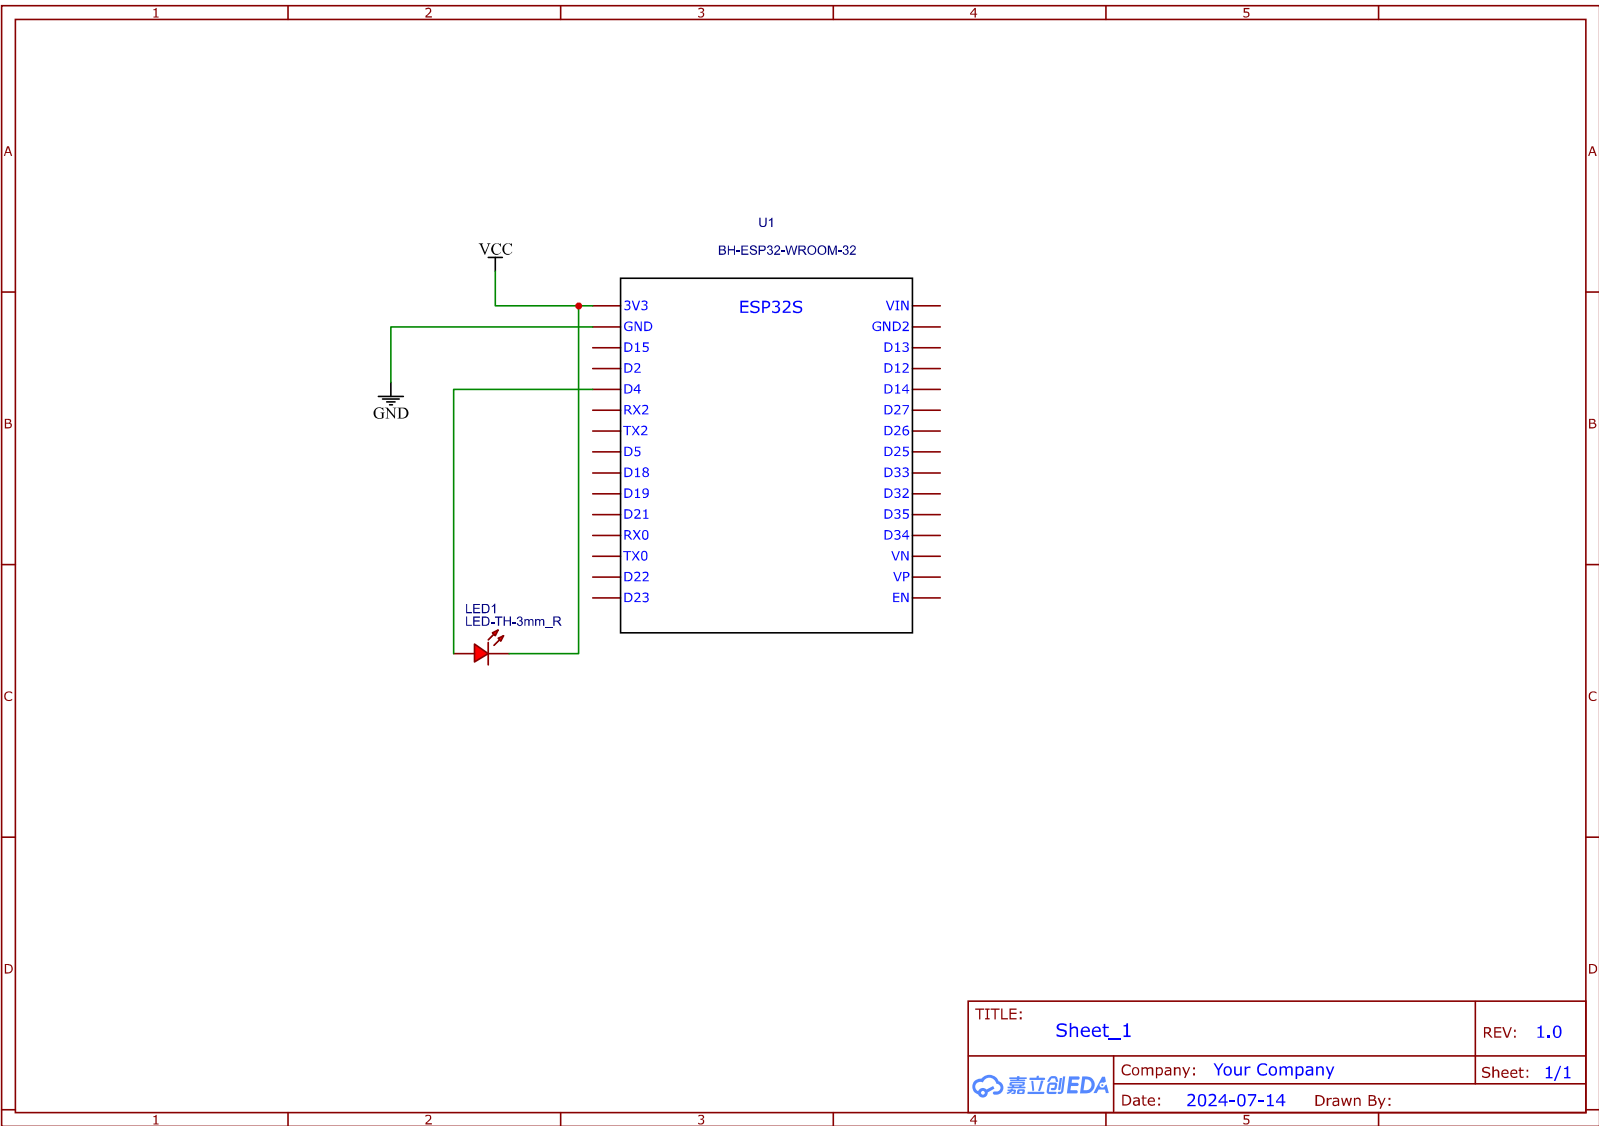 1 2 3 4 5
A A
U1
BH-ESP32-WROOM-32
VCC
ESP32S
3V3 VIN
GND GND2
D15 D13
D2 D12
D4 D14
RX2 D27
GND
TX2 D26
B B
D5 D25
D18 D33
D19 D32
D21 D35
RX0 D34
TX0 VN
D22 VP
D23 EN
LED1
LED-TH-3mm_R
C C
D D
TITLE:
Sheet_1
REV: 1.0
嘉立创EDA
Company: Your Company
Sheet: 1/1
Date: 2024-07-14 Drawn By:
1 2 3 4 5